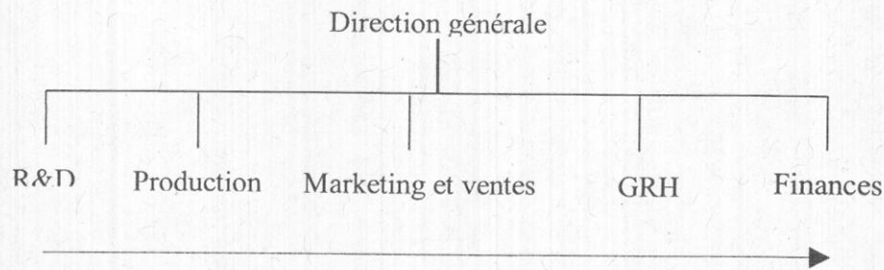 Direction générale
R&D Production Marketing et ventes GRH Finances